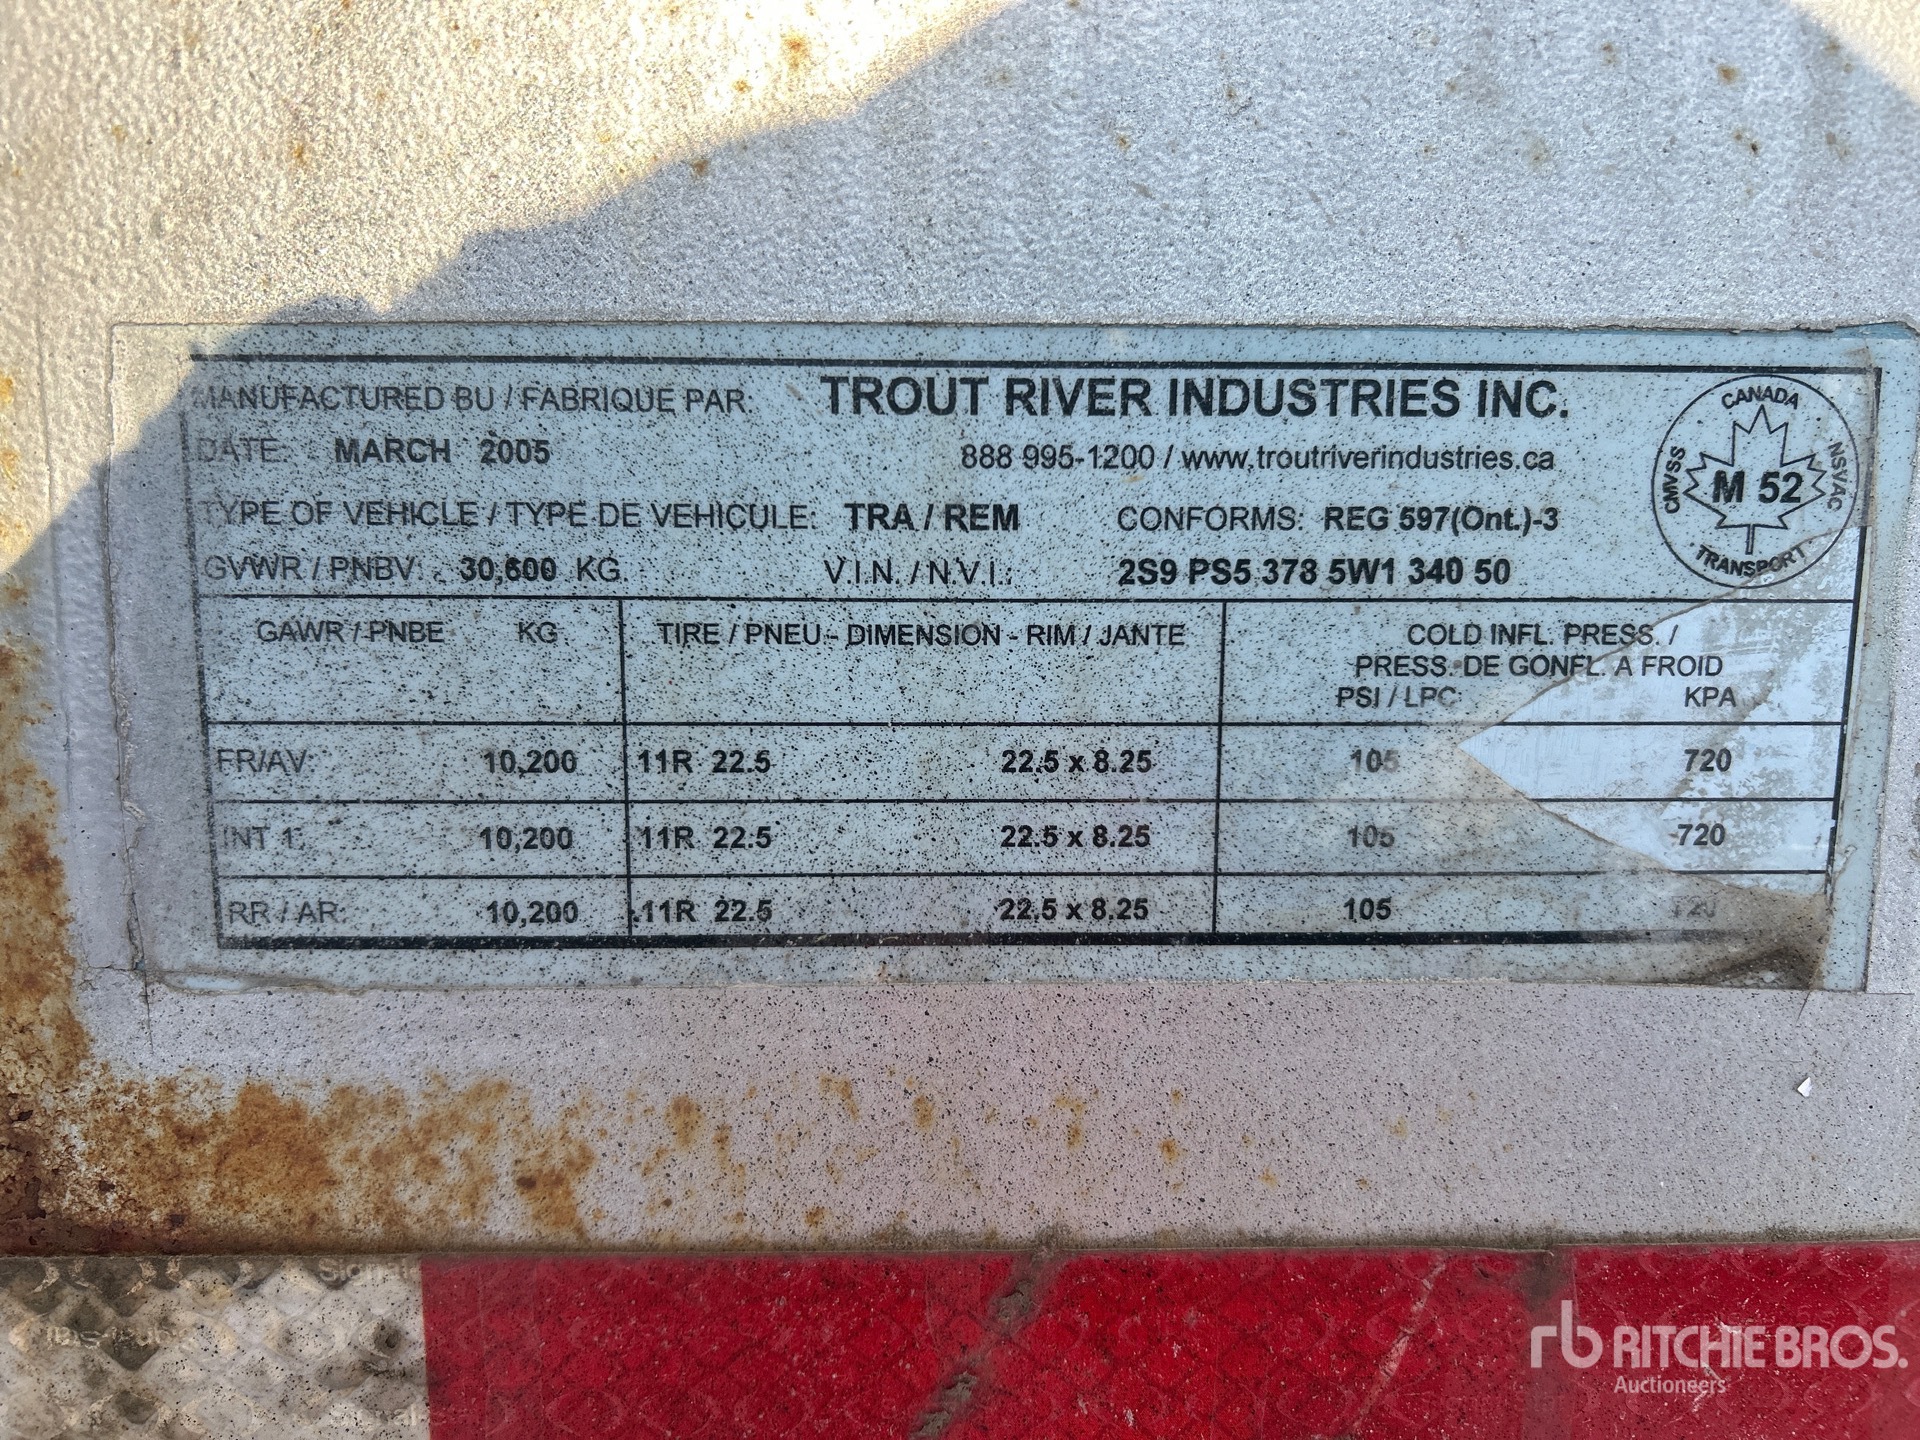 MANUFACTURED BU / FABRIQUE PAR: TROUT RIVER INDUSTRIES INC.
DATE: MARCH 2005 888 995-1200 / www.troutriverindustries.ca
TYPE OF VEHICLE / TYPE DE VEHICULE: TRA / REM CONFORMS: REG 597(Ont.)-3
GVWR / PNBV: 30,600 KG. V.I.N. / N.V.I.: 2S9 PS5 378 5W1 340 50
CANADA
CMVSS M 52 NSVAC
TRANSPORT
GAWR / PNBE KG TIRE / PNEU - DIMENSION - RIM / JANTE COLD INFL. PRESS. /
PRESS. DE GONFL. A FROID
PSI / LPC KPA
FR/AV: 10,200 11R 22.5 22.5 x 8.25 105 720
INT 1: 10,200 11R 22.5 22.5 x 8.25 105 720
RR / AR: 10,200 11R 22.5 22.5 x 8.25 105
rb RITCHIE BROS.
Auctioneers